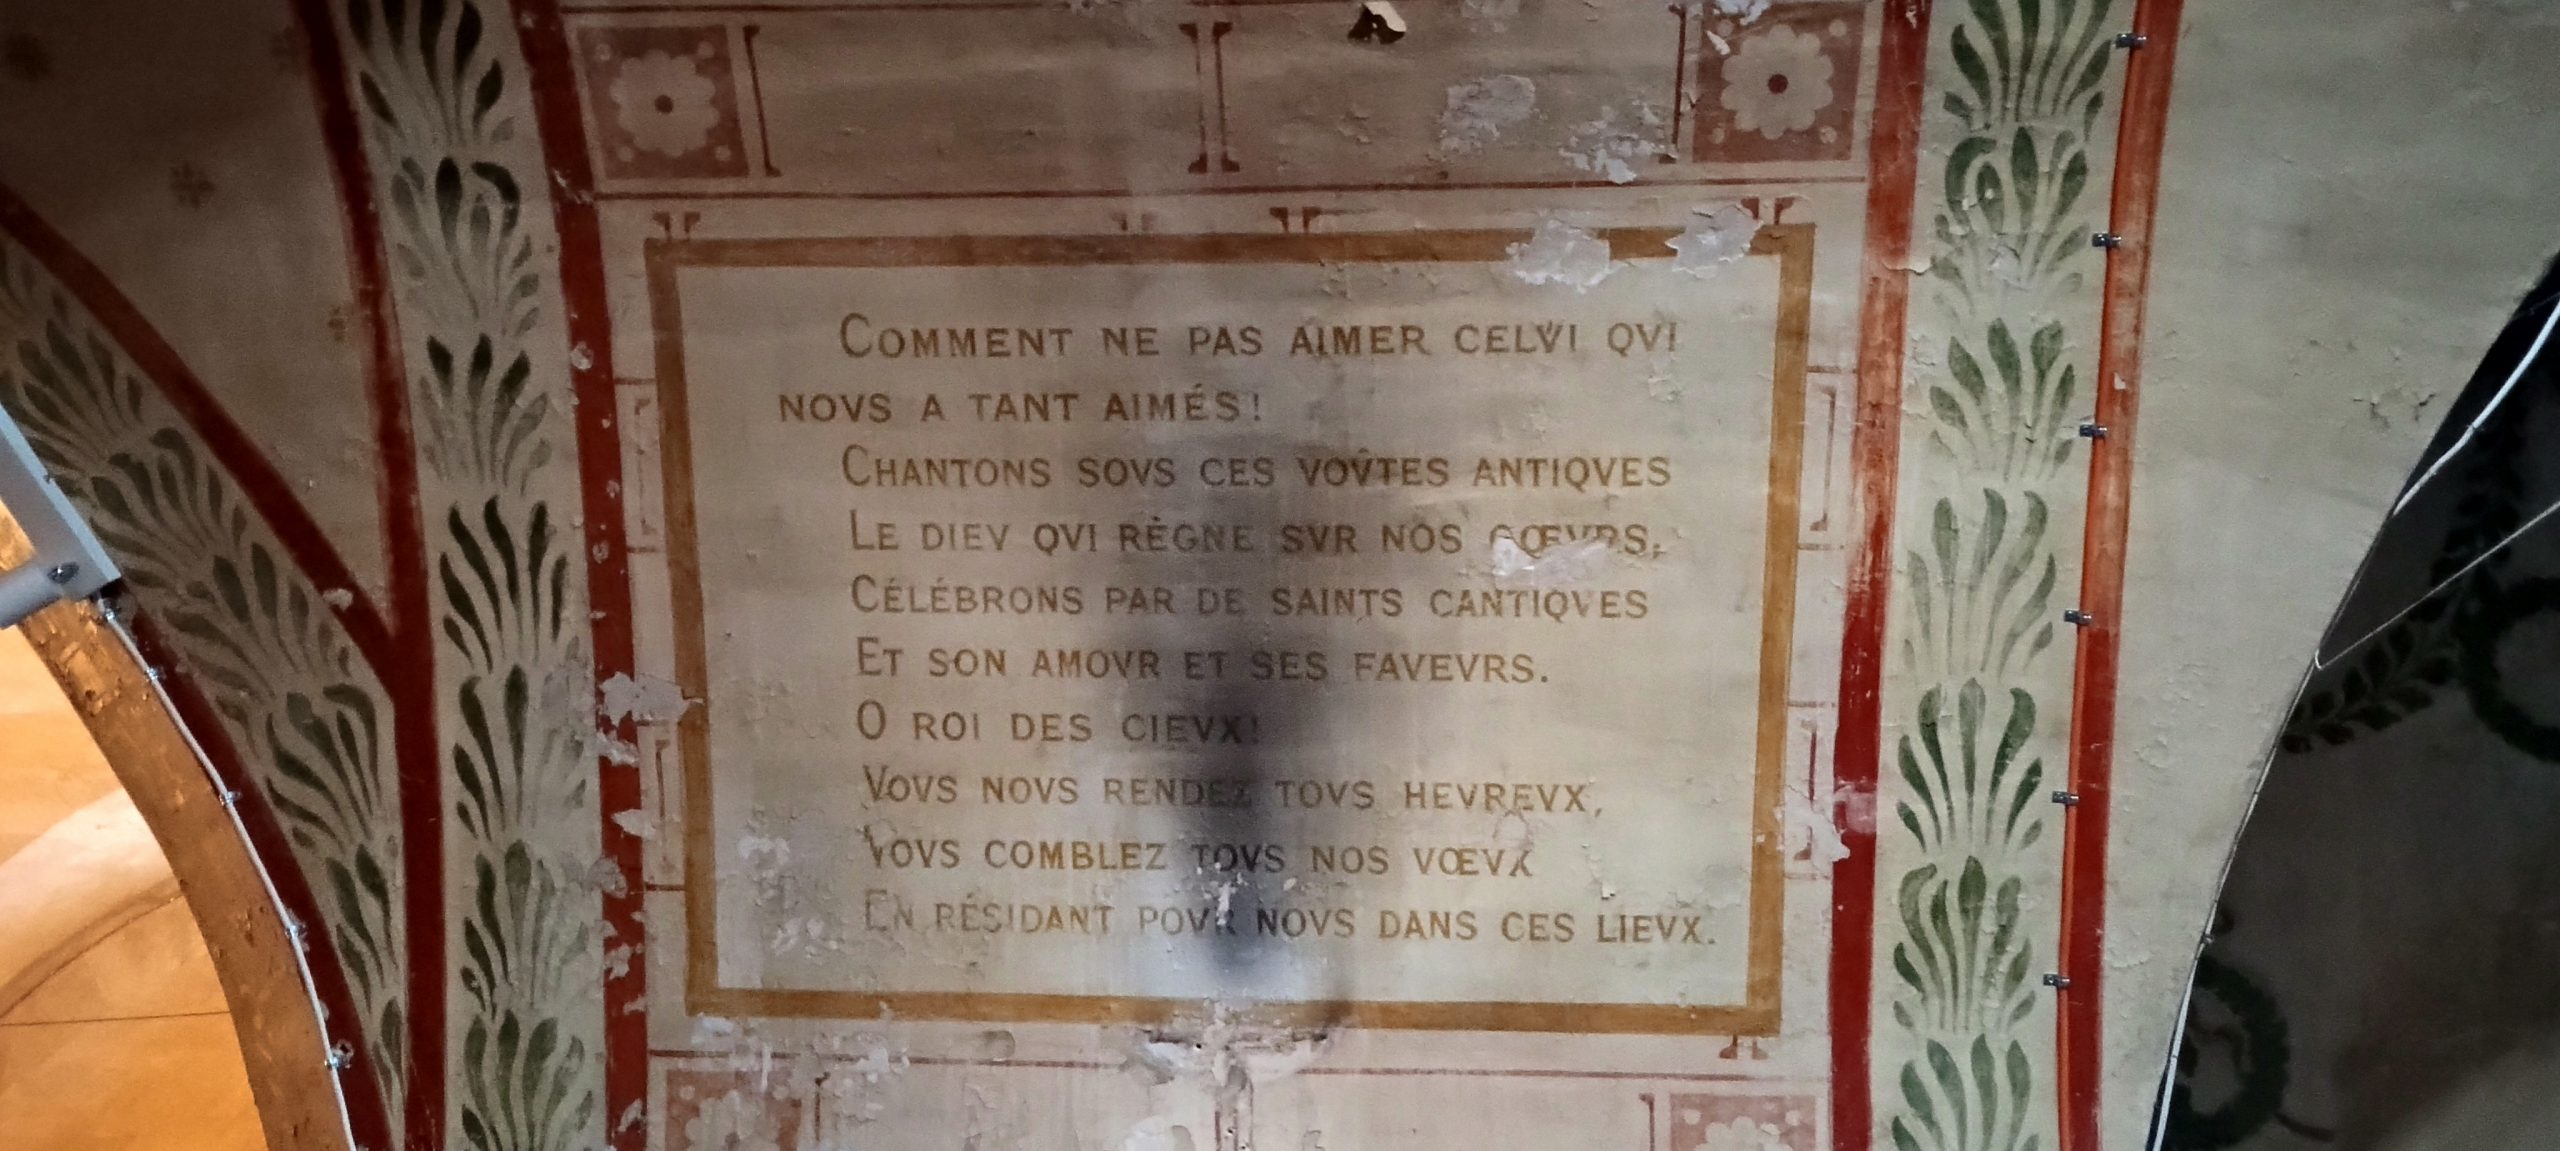 COMMENT NE PAS AIMER CELVI QVI
NOVS A TANT AIMÉS!
CHANTONS SOVS CES VOÛTES ANTIQVES
LE DIEV QVI RÈGNE SVR NOS CŒVRS,
CÉLÉBRONS PAR DE SAINTS CANTIQVES
ET SON AMOVR ET SES FAVEVRS.
O ROI DES CIEVX!
VOVS NOVS RENDEZ TOVS HEVREVX,
VOVS COMBLEZ TOVS NOS VŒVX
EN RÉSIDANT POVR NOVS DANS CES LIEVX.